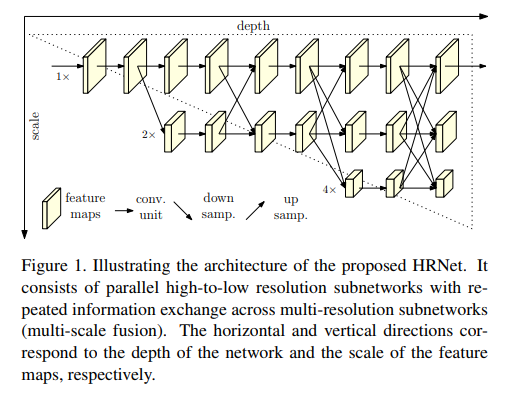 depth
1×
scale
2×
4×
feature maps
conv. unit
down samp.
up samp.
Figure 1. Illustrating the architecture of the proposed HRNet. It
consists of parallel high-to-low resolution subnetworks with re-
peated information exchange across multi-resolution subnetworks
(multi-scale fusion). The horizontal and vertical directions cor-
respond to the depth of the network and the scale of the feature
maps, respectively.